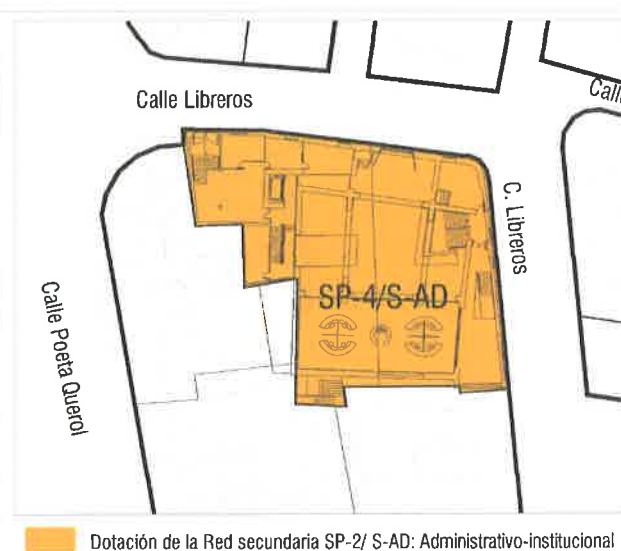 Calle Libreros
Call
C. Libreros
SP-4/S-AD
Calle Poeta Querol
Dotación de la Red secundaria SP-2/ S-AD: Administrativo-institucional